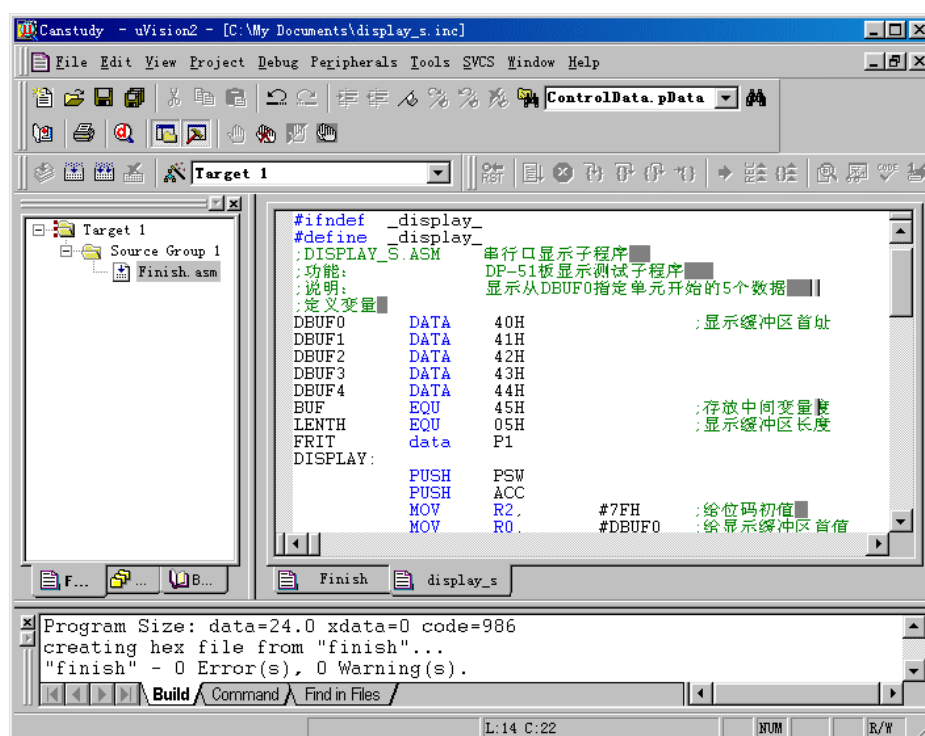 Canstudy - uVision2 - [C:\My Documents\display_s.inc]
File Edit View Project Debug Peripherals Tools SVCS Window Help
ControlData.pData
Target 1
RST
CODE
Target 1
Source Group 1
Finish.asm
#ifndef _display_
#define _display_
;DISPLAY_S.ASM 串行口显示子程序
;功能: DP-51板显示测试子程序
;说明: 显示从DBUF0指定单元开始的5个数据
;定义变量
DBUF0 DATA 40H ;显示缓冲区首址
DBUF1 DATA 41H
DBUF2 DATA 42H
DBUF3 DATA 43H
DBUF4 DATA 44H
BUF EQU 45H ;存放中间变量
LENTH EQU 05H ;显示缓冲区长度
FRIT data P1
DISPLAY:
PUSH PSW
PUSH ACC
MOV R2, #7FH ;给位码初值
MOV R0, #DBUF0 ;给显示缓冲区首值
F... ... B...
Finish display_s
Program Size: data=24.0 xdata=0 code=986
creating hex file from "finish"...
"finish" - 0 Error(s), 0 Warning(s).
Build Command Find in Files
L:14 C:22 NUM R/W